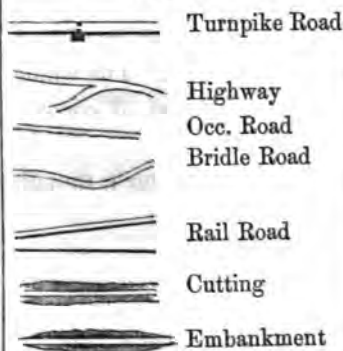 Turnpike Road
Highway
Occ. Road
Bridle Road
Rail Road
Cutting
Embankment